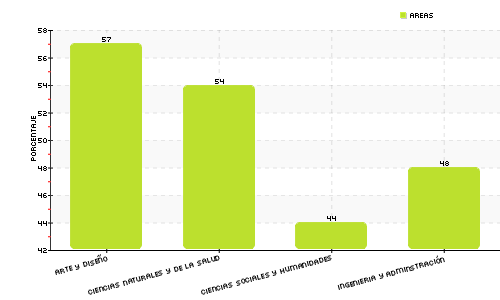 AREAS
PORCENTAJE
58
56
54
52
50
48
46
44
42
57
54
44
48
ARTE Y DISEÑO
CIENCIAS NATURALES Y DE LA SALUD
CIENCIAS SOCIALES Y HUMANIDADES
INGENIERIA Y ADMINSTRACIÓN